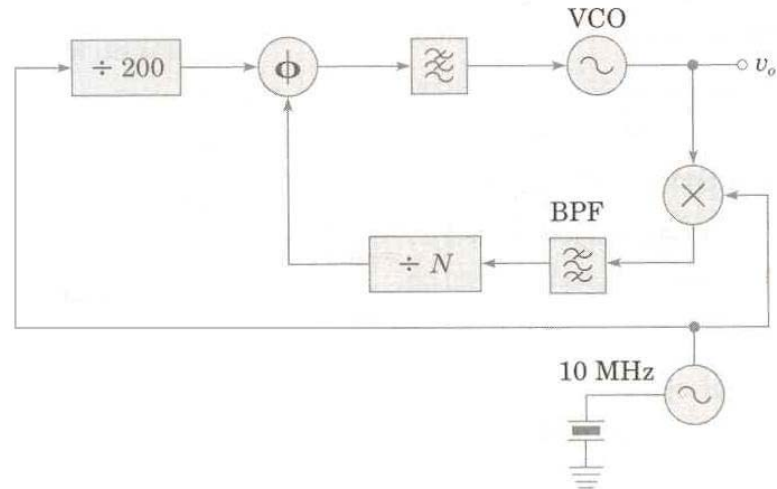 VCO
÷ 200
ϕ
v_o
×
BPF
÷ N
10 MHz